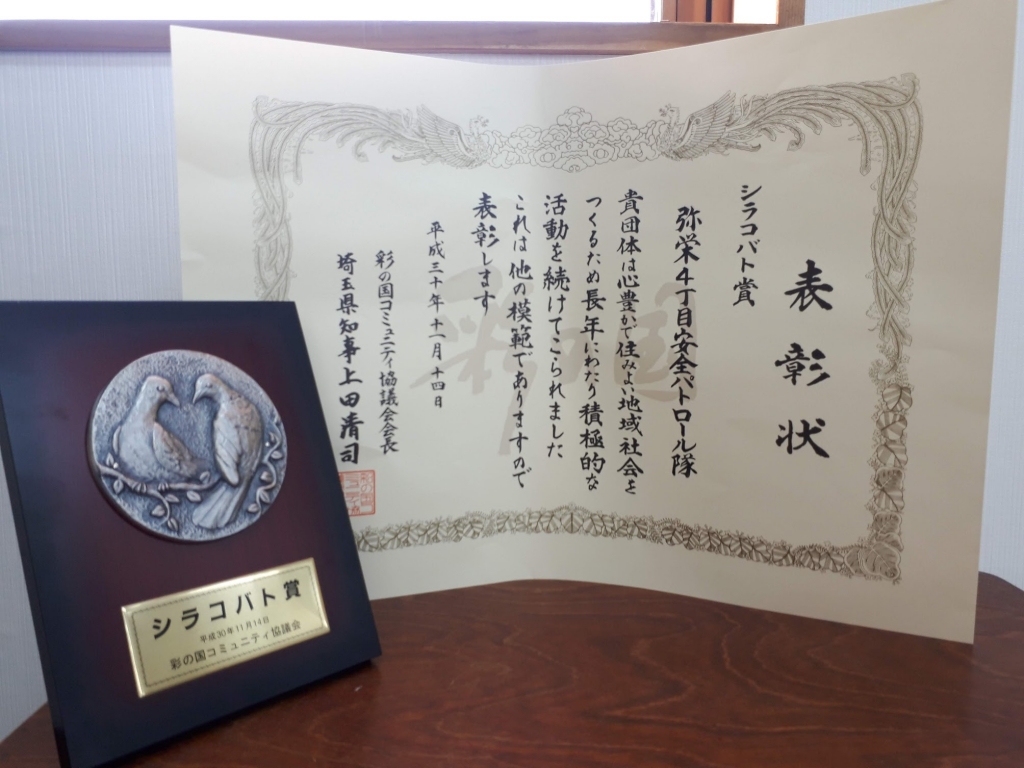 表彰状
シラコバト賞
弥栄4丁目安全パトロール隊
貴団体は心豊かで住みよい地域社会を
つくるため長年にわたり積極的な
活動を続けてこられました
これは他の模範でありますので
表彰します
平成三十年十一月十四日
彩の国コミュニティ協議会会長
埼玉県知事上田清司
シラコバト賞
平成30年11月14日
彩の国コミュニティ協議会